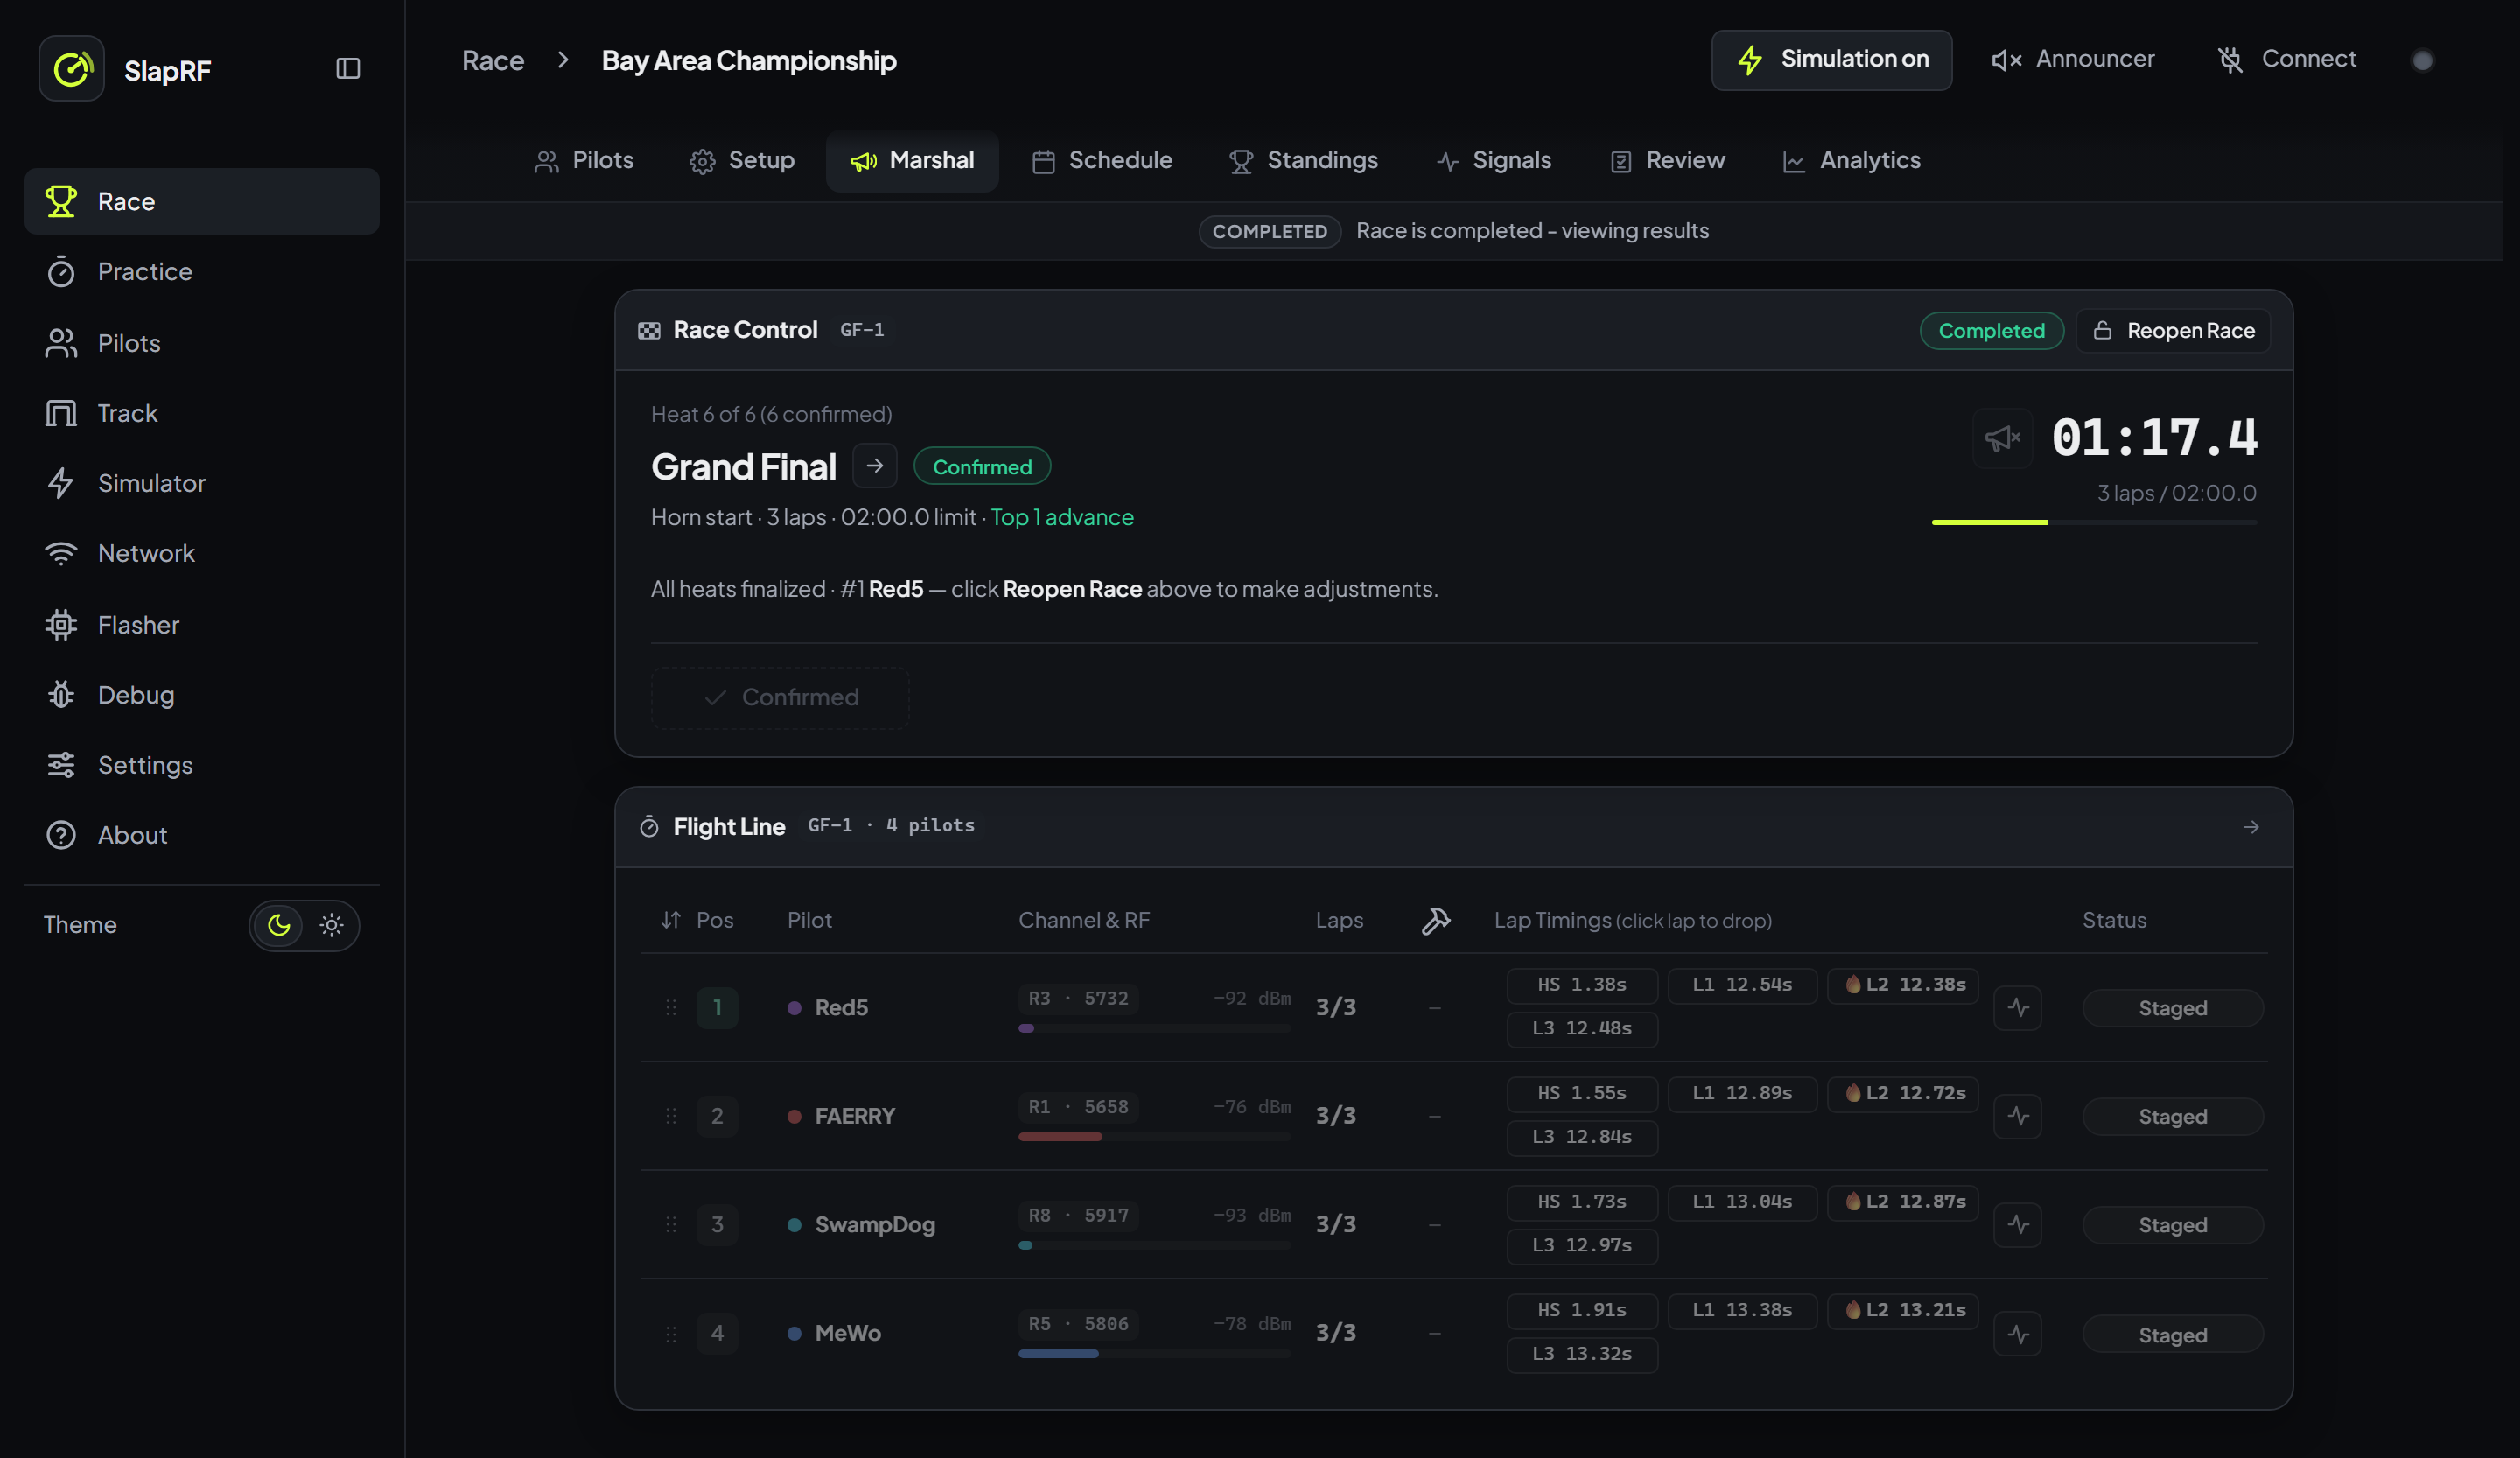 SlapRF
Race
Practice
Pilots
Track
Simulator
Network
Flasher
Debug
Settings
About
Theme
Race > Bay Area Championship
Simulation on
Announcer
Connect
Pilots Setup Marshal Schedule Standings Signals Review Analytics
COMPLETED Race is completed - viewing results
Race Control GF-1
Completed
Reopen Race
Heat 6 of 6 (6 confirmed)
Grand Final
Confirmed
Horn start · 3 laps · 02:00.0 limit · Top 1 advance
01:17.4
3 laps / 02:00.0
All heats finalized · #1 Red5 — click Reopen Race above to make adjustments.
Confirmed
Flight Line GF-1 · 4 pilots
Pos Pilot Channel & RF Laps Lap Timings (click lap to drop) Status
1 Red5 R3 · 5732 −92 dBm 3/3 — HS 1.38s L1 12.54s 🔥L2 12.38s Staged
L3 12.48s
2 FAERRY R1 · 5658 −76 dBm 3/3 — HS 1.55s L1 12.89s 🔥L2 12.72s Staged
L3 12.84s
3 SwampDog R8 · 5917 −93 dBm 3/3 — HS 1.73s L1 13.04s 🔥L2 12.87s Staged
L3 12.97s
4 MeWo R5 · 5806 −78 dBm 3/3 — HS 1.91s L1 13.38s 🔥L2 13.21s Staged
L3 13.32s